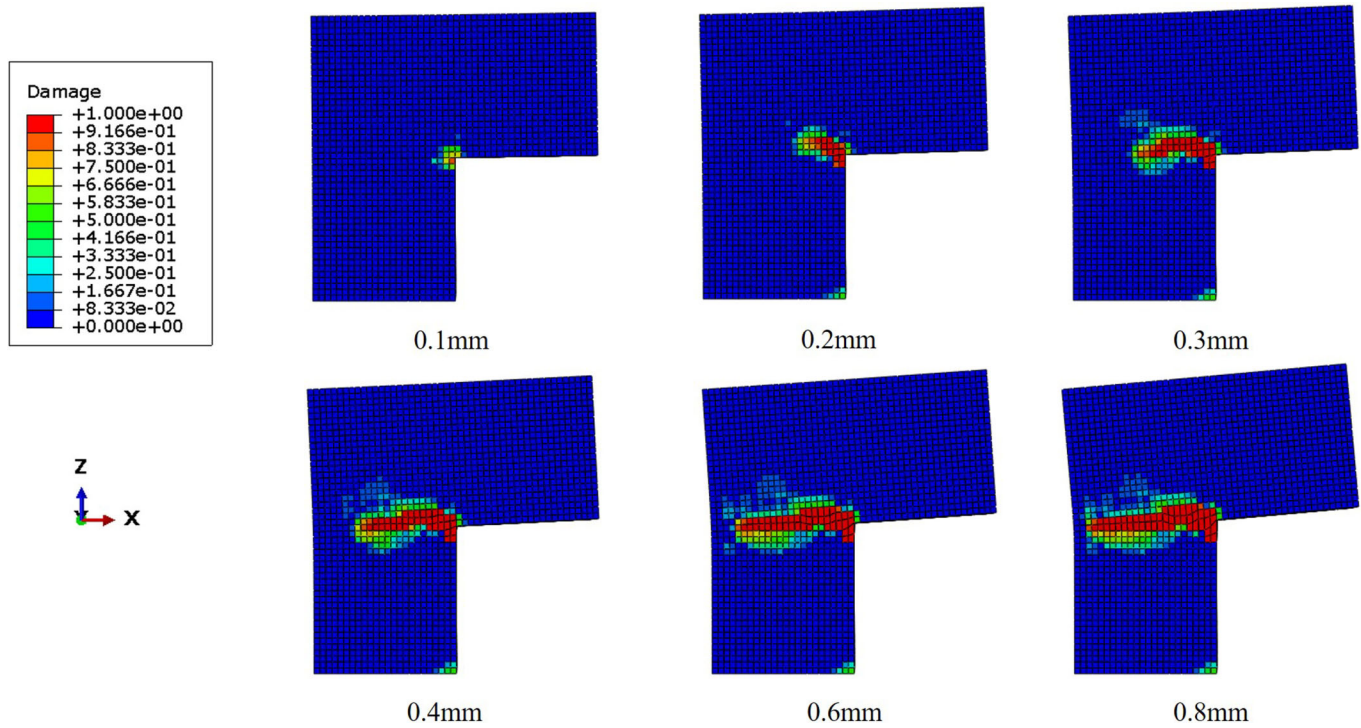 Damage
+1.000e+00
+9.166e-01
+8.333e-01
+7.500e-01
+6.666e-01
+5.833e-01
+5.000e-01
+4.166e-01
+3.333e-01
+2.500e-01
+1.667e-01
+8.333e-02
+0.000e+00
0.1mm
0.2mm
0.3mm
Z
Y
X
0.4mm
0.6mm
0.8mm